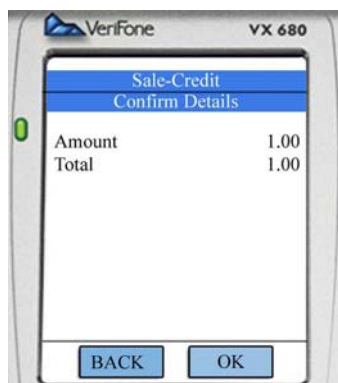 VeriFone VX 680
Sale-Credit
Confirm Details
Amount 1.00
Total 1.00
BACK OK